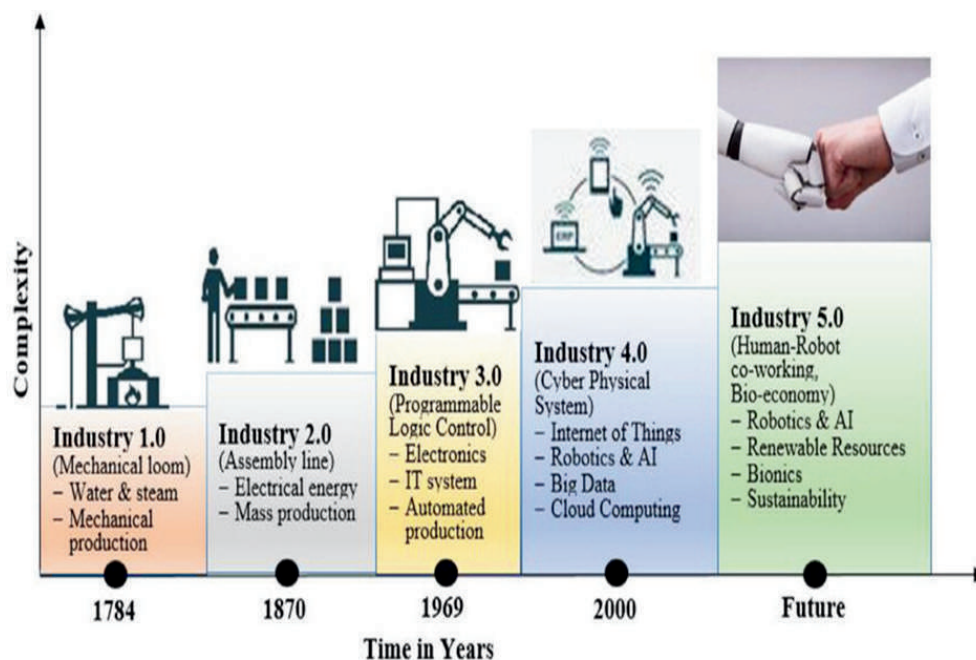 Complexity
Industry 1.0
(Mechanical loom)
– Water & steam
– Mechanical
production
Industry 2.0
(Assembly line)
– Electrical energy
– Mass production
Industry 3.0
(Programmable
Logic Control)
– Electronics
– IT system
– Automated
production
ERP
Industry 4.0
(Cyber Physical
System)
– Internet of Things
– Robotics & AI
– Big Data
– Cloud Computing
Industry 5.0
(Human-Robot
co-working,
Bio-economy)
– Robotics & AI
– Renewable Resources
– Bionics
– Sustainability
1784
1870
1969
2000
Future
Time in Years